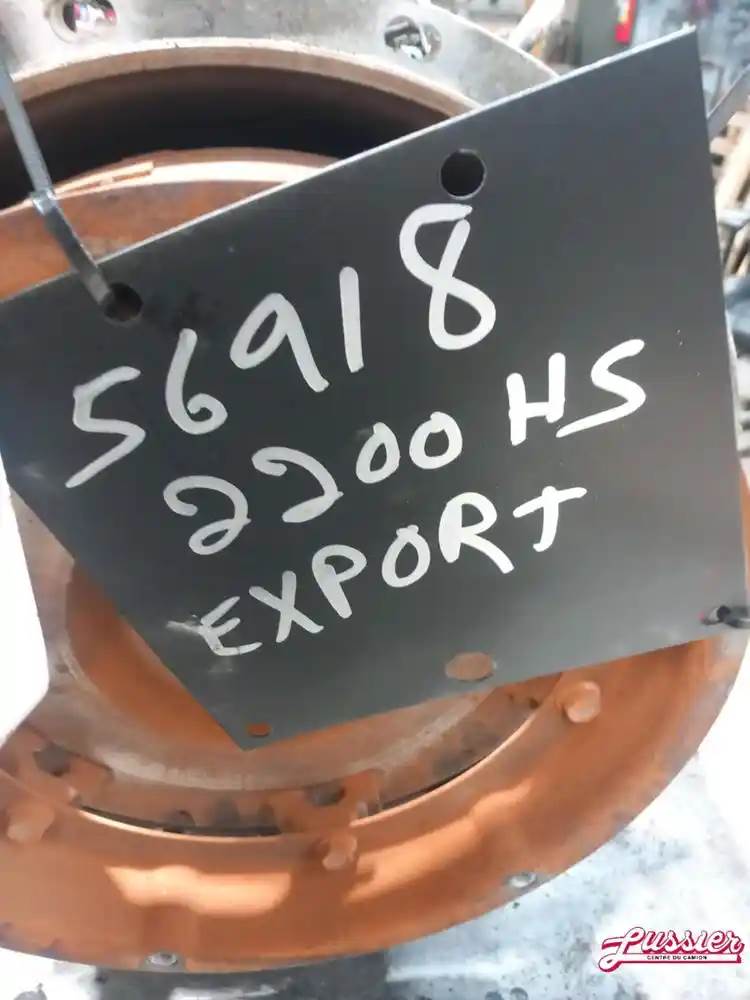 56918
2200 HS
EXPORT
Lussier
CENTRE DU CAMION